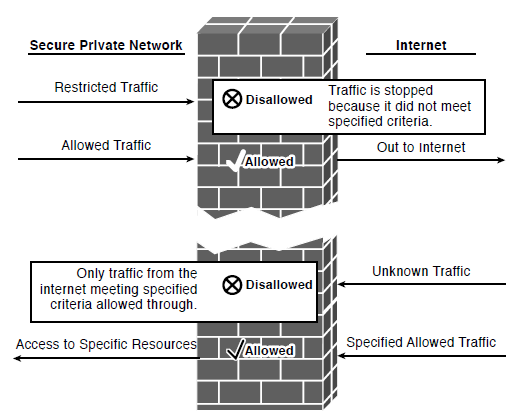 Secure Private Network
Internet
Restricted Traffic
Disallowed
Traffic is stopped
because it did not meet
specified criteria.
Allowed Traffic
Allowed
Out to Internet
Only traffic from the
internet meeting specified
criteria allowed through.
Disallowed
Unknown Traffic
Access to Specific Resources
Allowed
Specified Allowed Traffic